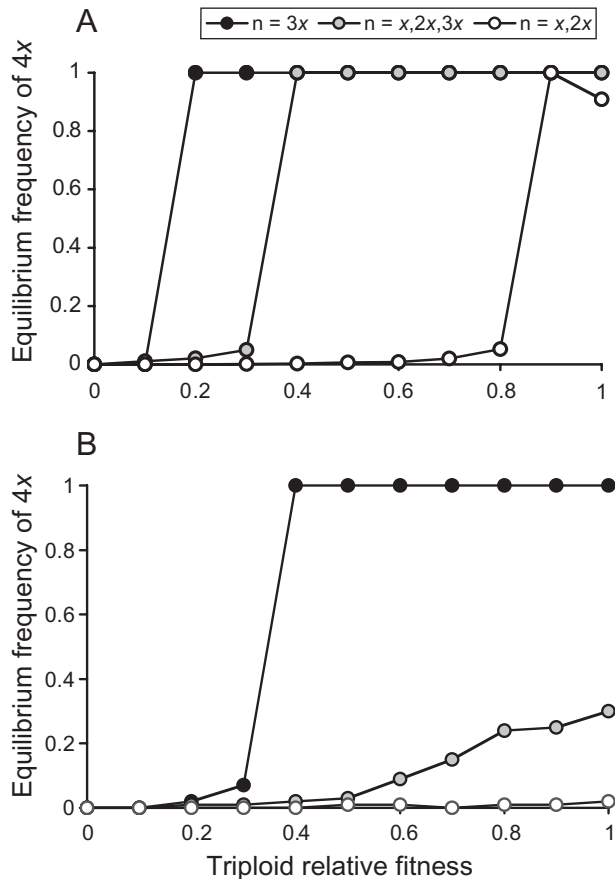 A
n = 3x n = x,2x,3x n = x,2x
Equilibrium frequency of 4x
1
0.8
0.6
0.4
0.2
0
0 0.2 0.4 0.6 0.8 1
B
Equilibrium frequency of 4x
1
0.8
0.6
0.4
0.2
0
0 0.2 0.4 0.6 0.8 1
Triploid relative fitness